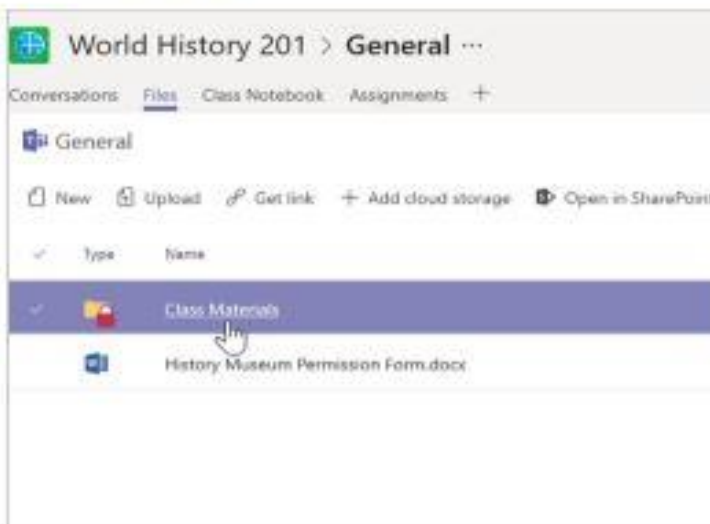 World History 201 > General ...
Conversations Files Class Notebook Assignments +
General
New Upload Get link + Add cloud storage Open in SharePoint
Type Name
Class Materials
History Museum Permission Form.docx